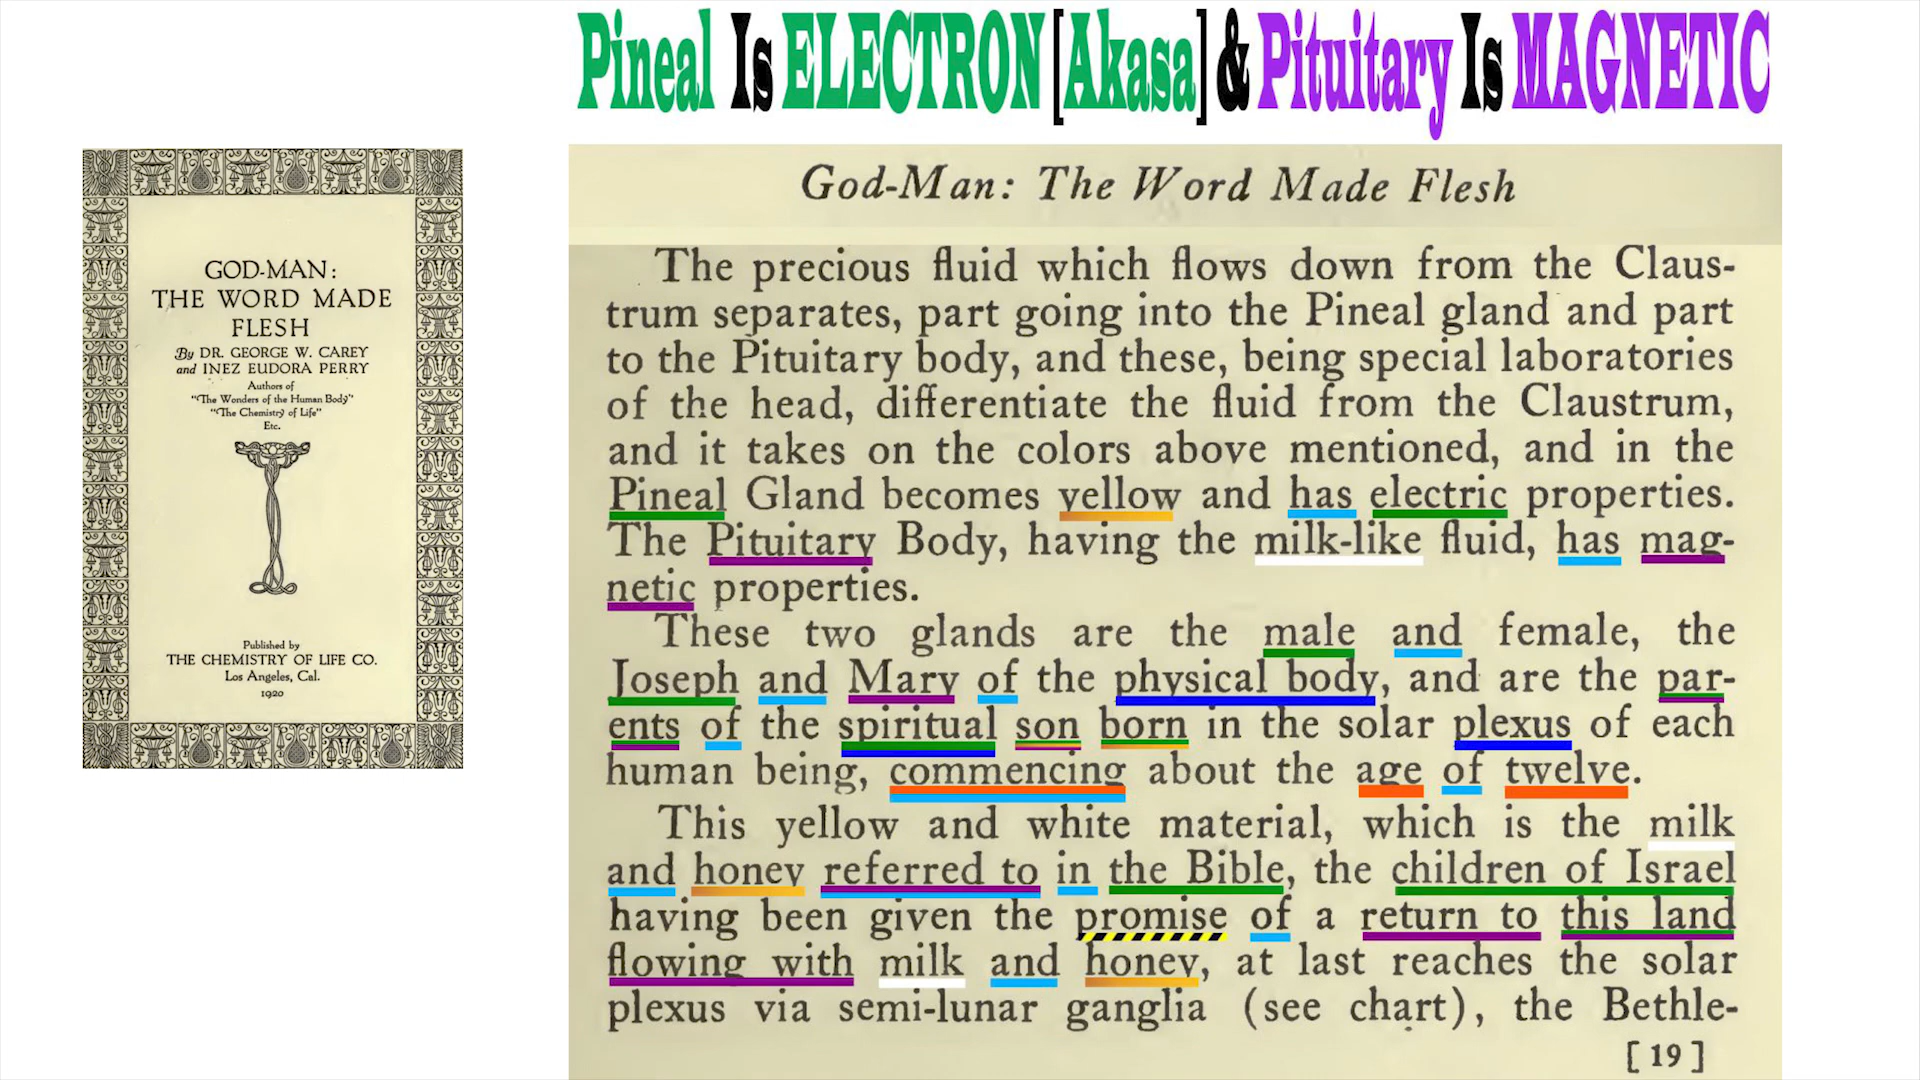 Pineal Is ELECTRON [Akasa] & Pituitary Is MAGNETIC
GOD-MAN:
THE WORD MADE
FLESH
By DR. GEORGE W. CAREY
and INEZ EUDORA PERRY
Authors of
"The Wonders of the Human Body"
"The Chemistry of Life"
Etc.
Published by
THE CHEMISTRY OF LIFE CO.
Los Angeles, Cal.
1920
God-Man: The Word Made Flesh
The precious fluid which flows down from the Claus-
trum separates, part going into the Pineal gland and part
to the Pituitary body, and these, being special laboratories
of the head, differentiate the fluid from the Claustrum,
and it takes on the colors above mentioned, and in the
Pineal Gland becomes yellow and has electric properties.
The Pituitary Body, having the milk-like fluid, has mag-
netic properties.
These two glands are the male and female, the
Joseph and Mary of the physical body, and are the par-
ents of the spiritual son born in the solar plexus of each
human being, commencing about the age of twelve.
This yellow and white material, which is the milk
and honey referred to in the Bible, the children of Israel
having been given the promise of a return to this land
flowing with milk and honey, at last reaches the solar
plexus via semi-lunar ganglia (see chart), the Bethle-
[19]